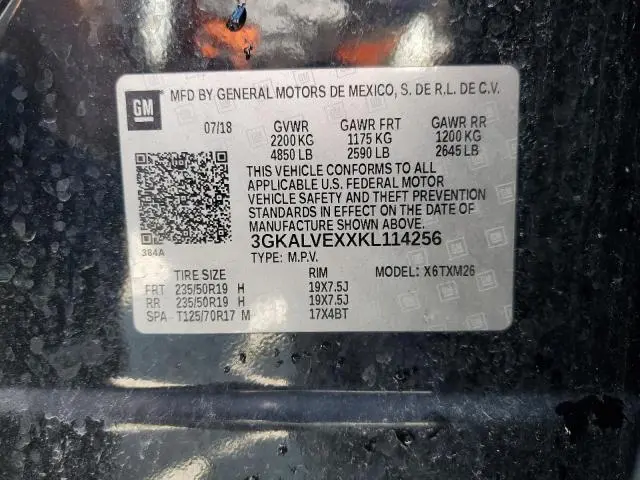 GM
MFD BY GENERAL MOTORS DE MEXICO, S. DE R.L. DE C.V.
07/18 GVWR GAWR FRT GAWR RR
2200 KG 1175 KG 1200 KG
4850 LB 2590 LB 2645 LB
THIS VEHICLE CONFORMS TO ALL
APPLICABLE U.S. FEDERAL MOTOR
VEHICLE SAFETY AND THEFT PREVENTION
STANDARDS IN EFFECT ON THE DATE OF
MANUFACTURE SHOWN ABOVE.
3GKALVEXXKL114256
384A
TYPE: M.P.V.
TIRE SIZE RIM MODEL: X6TXM26
FRT 235/50R19 H 19X7.5J
RR 235/50R19 H 19X7.5J
SPA- T125/70R17 M 17X4BT